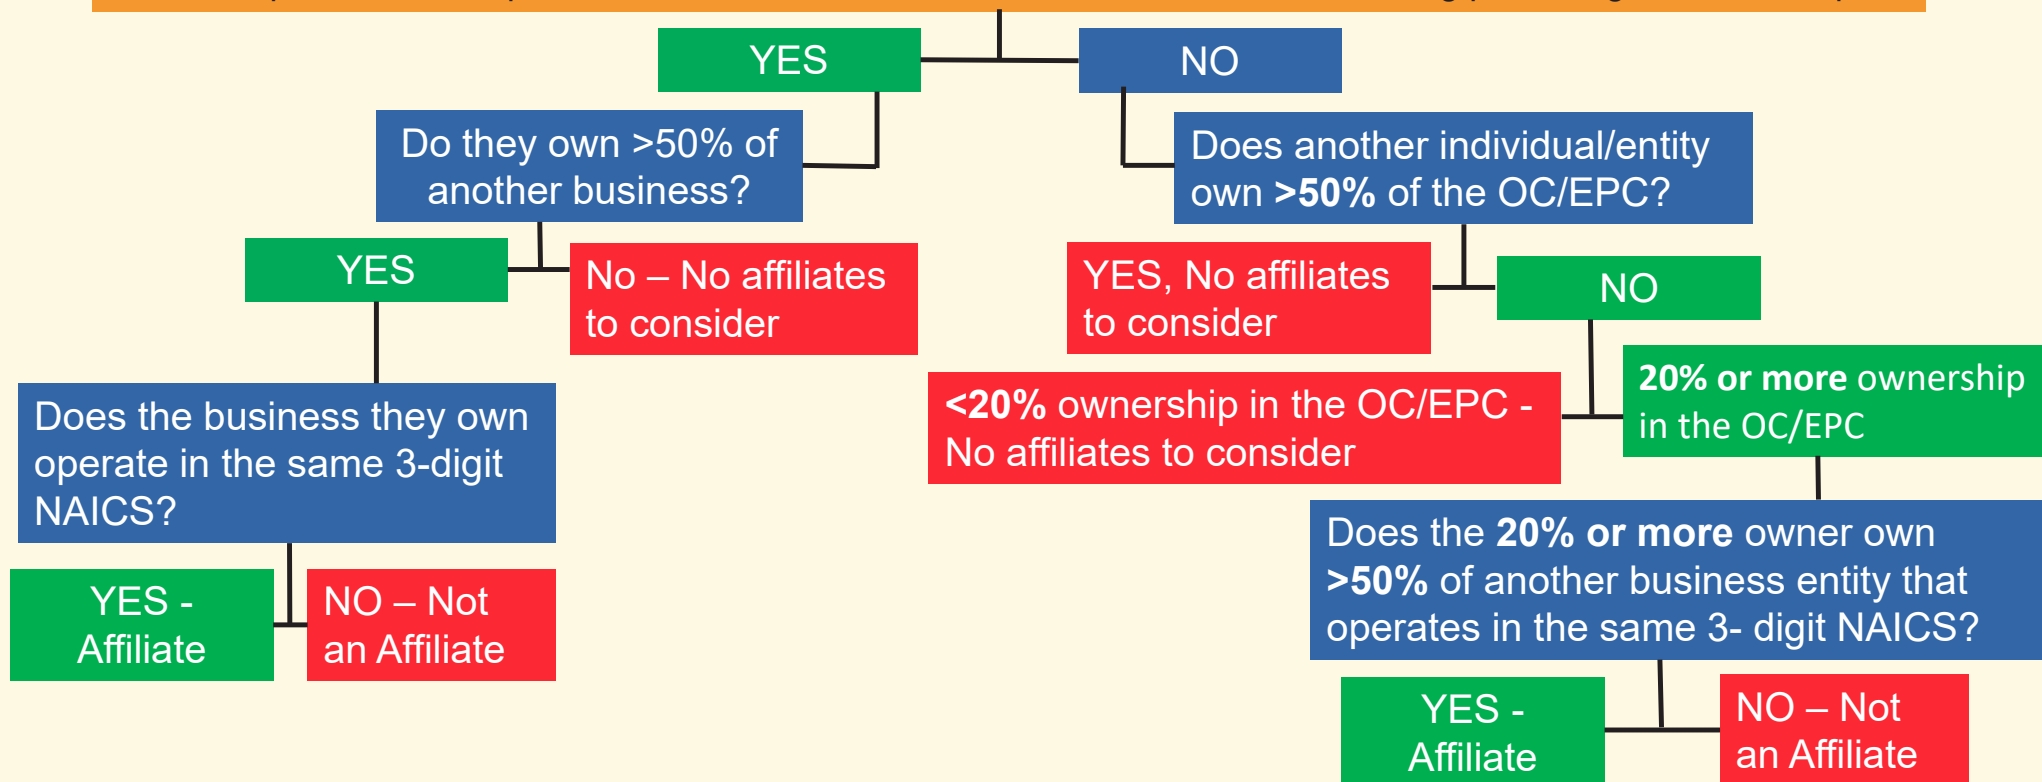 YES
NO
Do they own >50% of
another business?
Does another individual/entity
own >50% of the OC/EPC?
YES
No – No affiliates
to consider
YES, No affiliates
to consider
NO
<20% ownership in the OC/EPC -
No affiliates to consider
20% or more ownership
in the OC/EPC
Does the business they own
operate in the same 3-digit
NAICS?
YES -
Affiliate
NO – Not
an Affiliate
Does the 20% or more owner own
>50% of another business entity that
operates in the same 3- digit NAICS?
YES -
Affiliate
NO – Not
an Affiliate